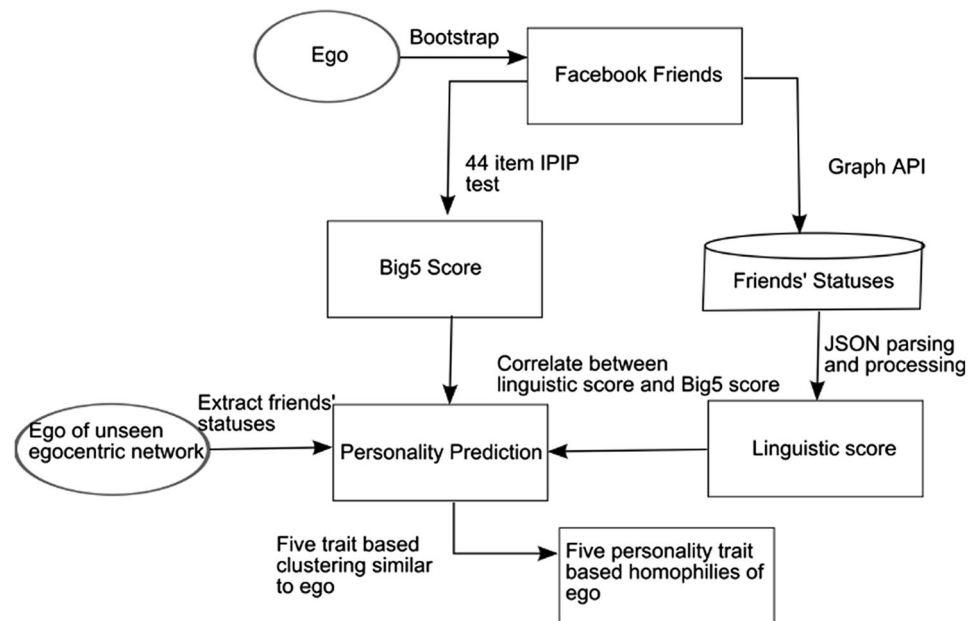 Ego
Bootstrap
Facebook Friends
44 item IPIP
test
Graph API
Big5 Score
Friends' Statuses
JSON parsing
and processing
Correlate between
linguistic score and Big5 score
Extract friends'
statuses
Ego of unseen
egocentric network
Personality Prediction
Linguistic score
Five trait based
clustering similar
to ego
Five personality trait
based homophilies of
ego